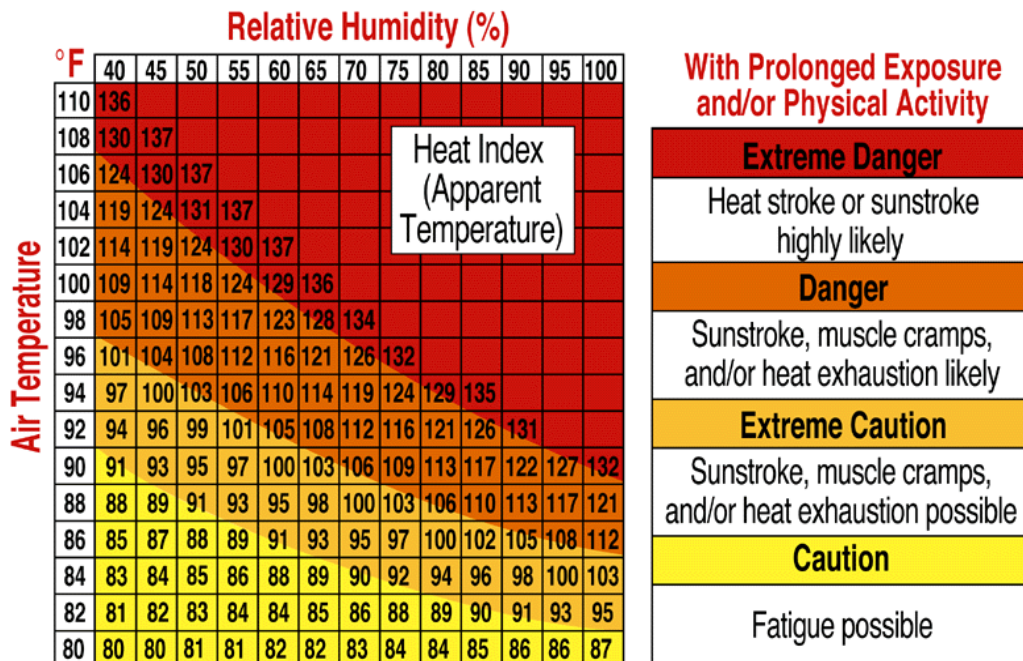 Relative Humidity (%)
°F 40 45 50 55 60 65 70 75 80 85 90 95 100
110 136
108 130 137
106 124 130 137
104 119 124 131 137
102 114 119 124 130 137
100 109 114 118 124 129 136
98 105 109 113 117 123 128 134
96 101 104 108 112 116 121 126 132
94 97 100 103 106 110 114 119 124 129 135
92 94 96 99 101 105 108 112 116 121 126 131
90 91 93 95 97 100 103 106 109 113 117 122 127 132
88 88 89 91 93 95 98 100 103 106 110 113 117 121
86 85 87 88 89 91 93 95 97 100 102 105 108 112
84 83 84 85 86 88 89 90 92 94 96 98 100 103
82 81 82 83 84 84 85 86 88 89 90 91 93 95
80 80 80 81 81 82 82 83 84 84 85 86 86 87
Air Temperature
Heat Index
(Apparent
Temperature)
With Prolonged Exposure
and/or Physical Activity
Extreme Danger
Heat stroke or sunstroke
highly likely
Danger
Sunstroke, muscle cramps,
and/or heat exhaustion likely
Extreme Caution
Sunstroke, muscle cramps,
and/or heat exhaustion possible
Caution
Fatigue possible